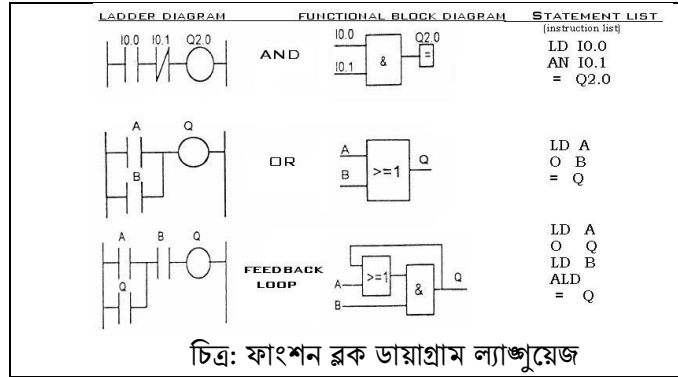 LADDER DIAGRAM FUNCTIONAL BLOCK DIAGRAM STATEMENT LIST
(instruction list)
I0.0 I0.1 Q2.0
AND
I0.0
I0.1
&
Q2.0
=
LD I0.0
AN I0.1
= Q2.0
A Q
B
OR
A
B
>=1
Q
LD A
O B
= Q
A B Q
Q
FEEDBACK
LOOP
A
B
>=1
&
Q
LD A
O Q
LD B
ALD
= Q
চিত্র: ফাংশন ব্লক ডায়াগ্রাম ল্যাঙ্গুয়েজ